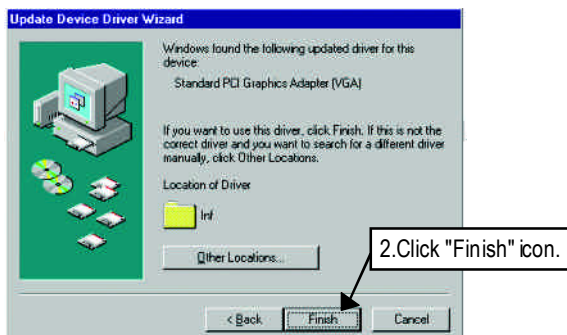 Update Device Driver Wizard
Windows found the following updated driver for this
device:
Standard PCI Graphics Adapter (VGA)
If you want to use this driver, click Finish. If this is not the
correct driver and you want to search for a different driver
manually, click Other Locations.
Location of Driver
Inf
Other Locations...
2.Click "Finish" icon.
< Back
Finish
Cancel